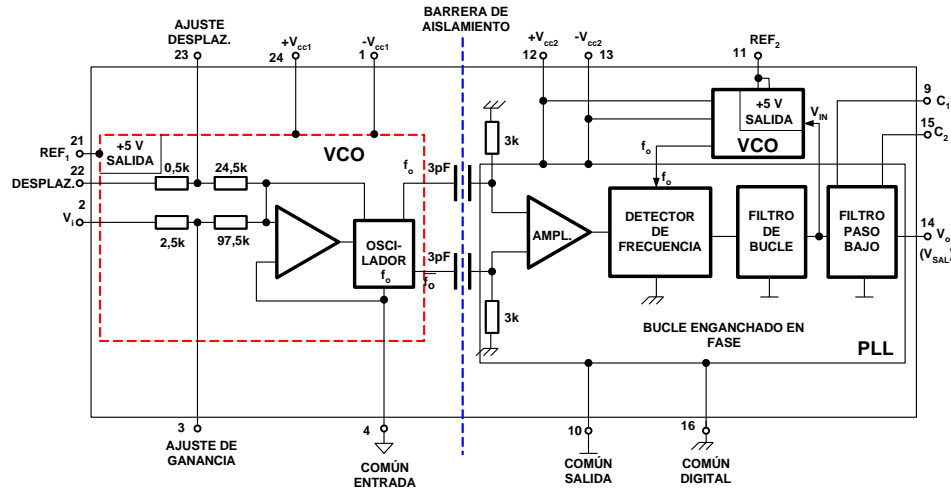 BARRERA DE
AISLAMIENTO
AJUSTE
DESPLAZ.
23
+Vcc1
24
-Vcc1
1
+Vcc2
12
-Vcc2
13
REF2
11
9
C1
15
C2
21
REF1
+5 V
SALIDA
VCO
22
DESPLAZ.
0,5k
24,5k
2
Vi
2,5k
97,5k
OSCI-
LADOR
fo
fo
3pF
3pF
fo
3k
3k
+5 V
SALIDA
VCO
VIN
fo
fo
AMPL.
DETECTOR
DE
FRECUENCIA
FILTRO
DE
BUCLE
FILTRO
PASO
BAJO
14
Vo
(VSAL)
BUCLE ENGANCHADO EN
FASE
PLL
3
AJUSTE DE
GANANCIA
4
COMÚN
ENTRADA
10
COMÚN
SALIDA
16
COMÚN
DIGITAL